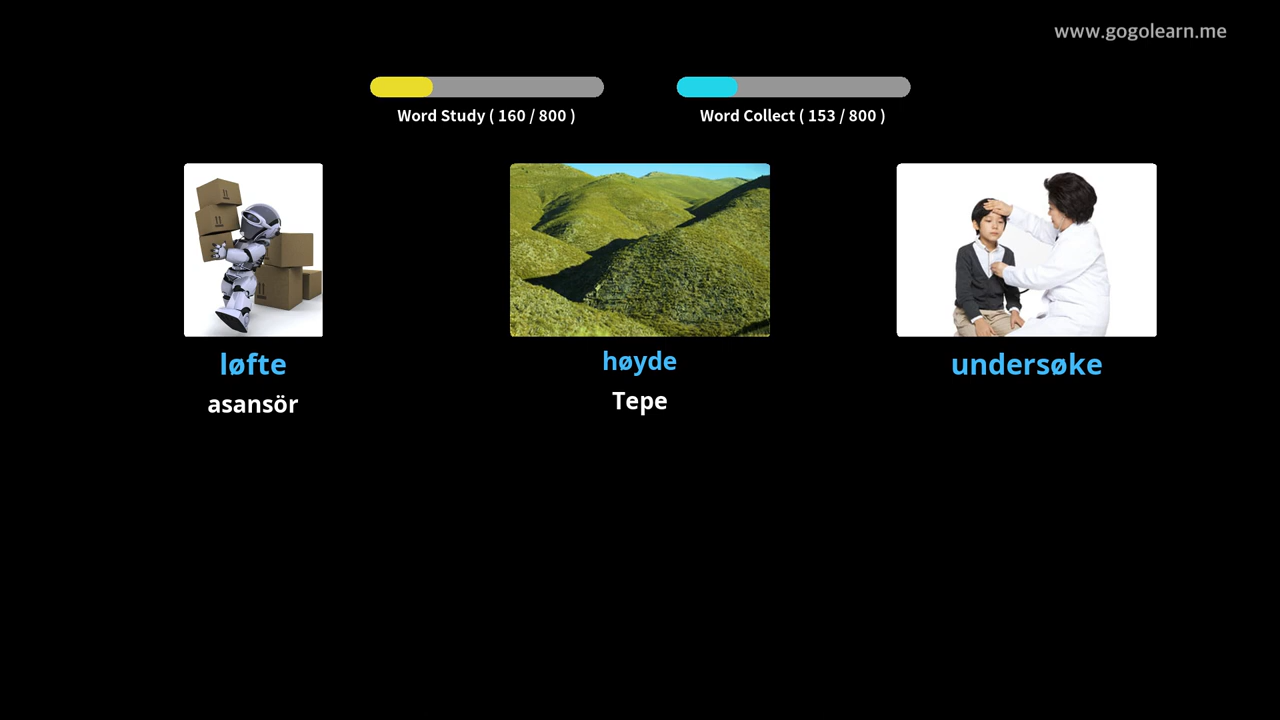 www.gogolearn.me
Word Study ( 160 / 800 )
Word Collect ( 153 / 800 )
løfte
høyde
undersøke
asansör
Tepe